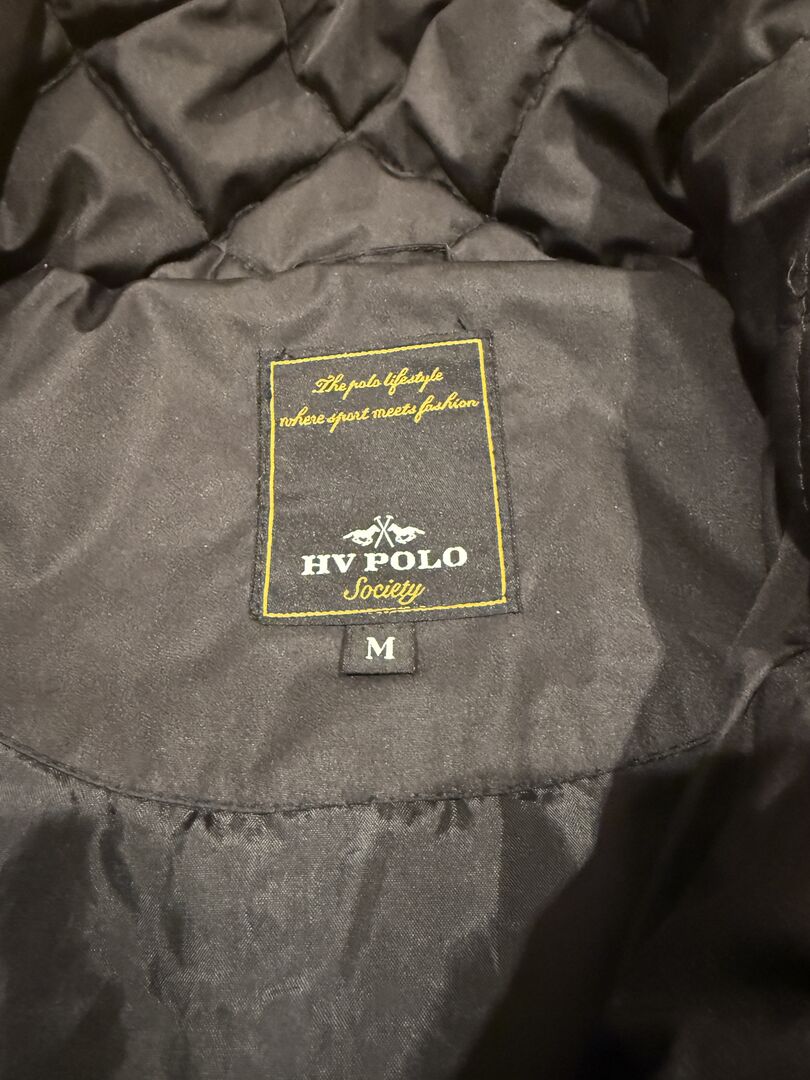 The polo lifestyle
where sport meets fashion
HV POLO
Society
M